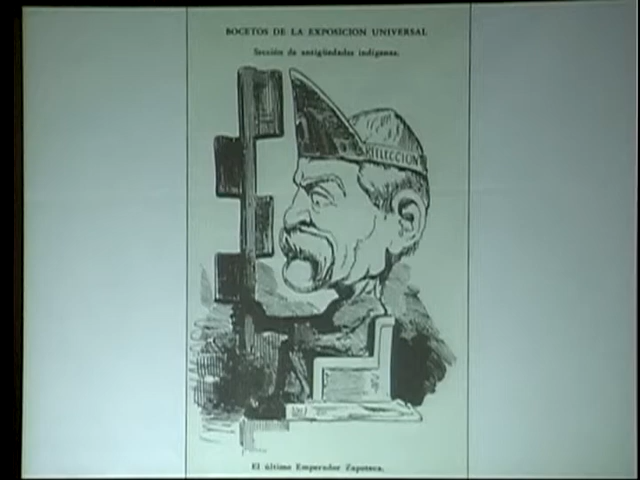 BOCETOS DE LA EXPOSICION UNIVERSAL
Sección de antigüedades indígenas.
REELECCION
El último Emperador Zapoteca.